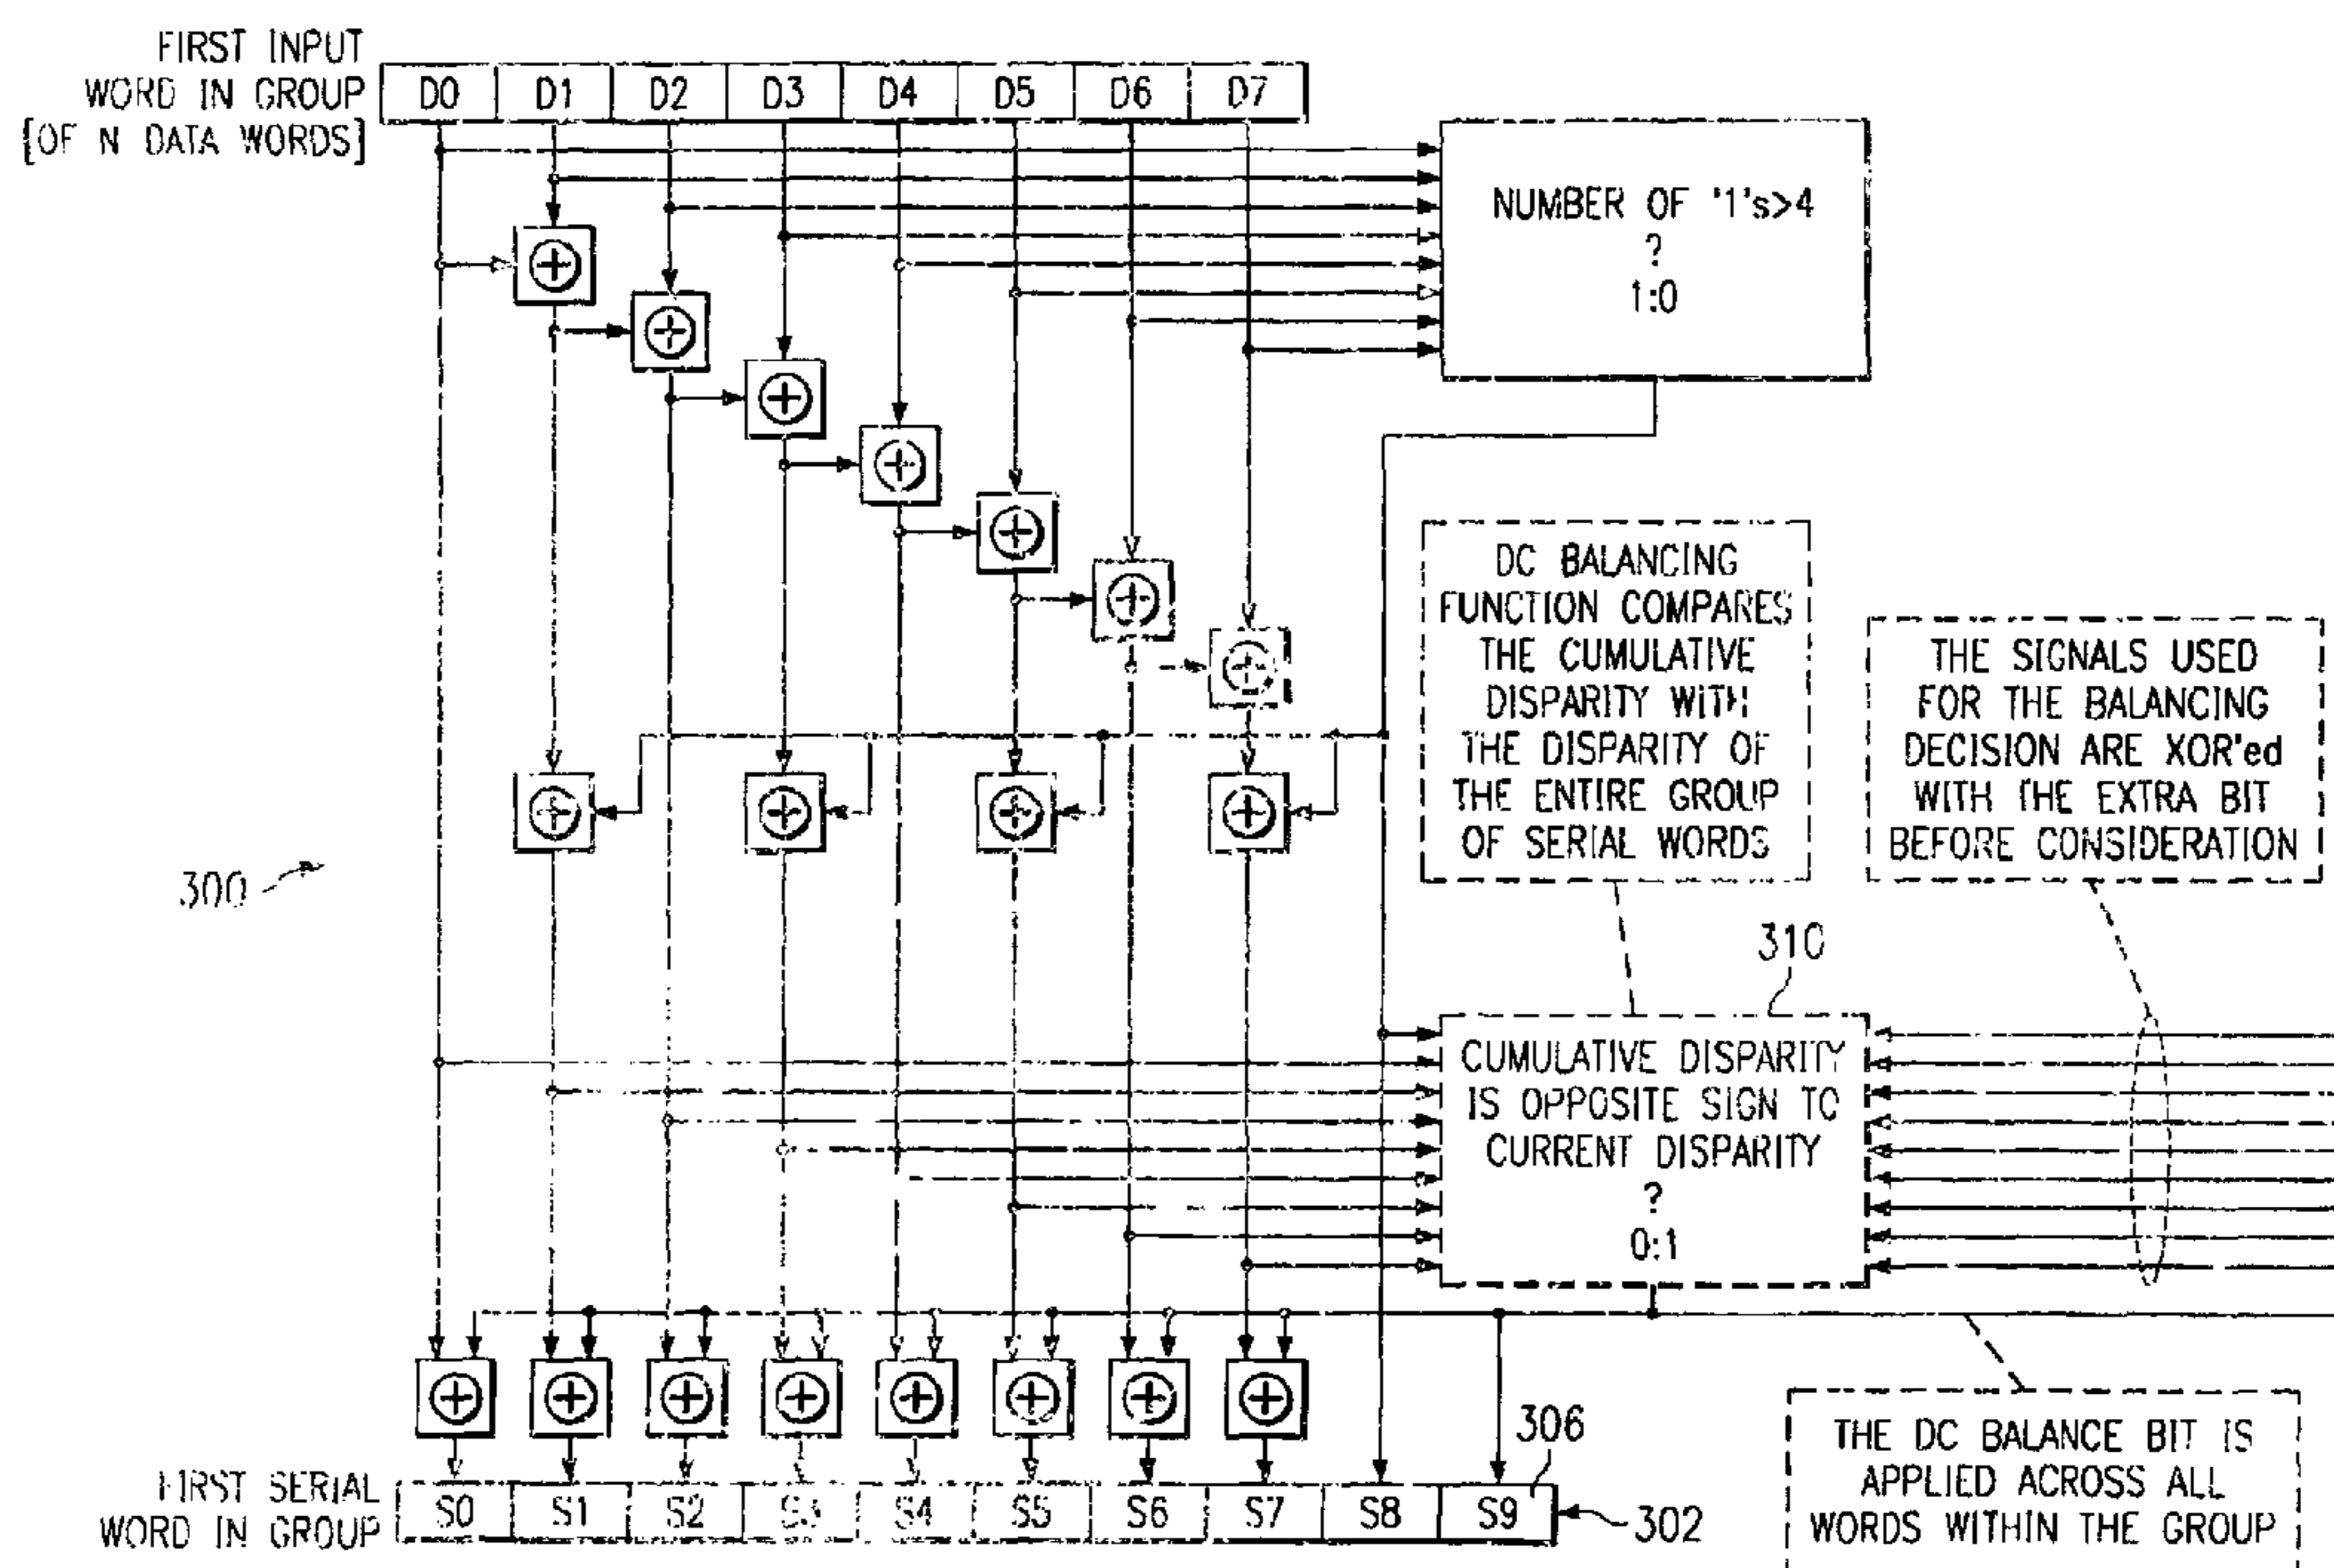 FIRST INPUT
WORD IN GROUP
[OF N DATA WORDS]
D0 D1 D2 D3 D4 D5 D6 D7
NUMBER OF '1's>4
?
1:0
DC BALANCING
FUNCTION COMPARES
THE CUMULATIVE
DISPARITY WITH
THE DISPARITY OF
THE ENTIRE GROUP
OF SERIAL WORDS
THE SIGNALS USED
FOR THE BALANCING
DECISION ARE XOR'ed
WITH THE EXTRA BIT
BEFORE CONSIDERATION
300
310
CUMULATIVE DISPARITY
IS OPPOSITE SIGN TO
CURRENT DISPARITY
?
0:1
306
FIRST SERIAL
WORD IN GROUP
S0 S1 S2 S3 S4 S5 S6 S7 S8 S9
302
THE DC BALANCE BIT IS
APPLIED ACROSS ALL
WORDS WITHIN THE GROUP